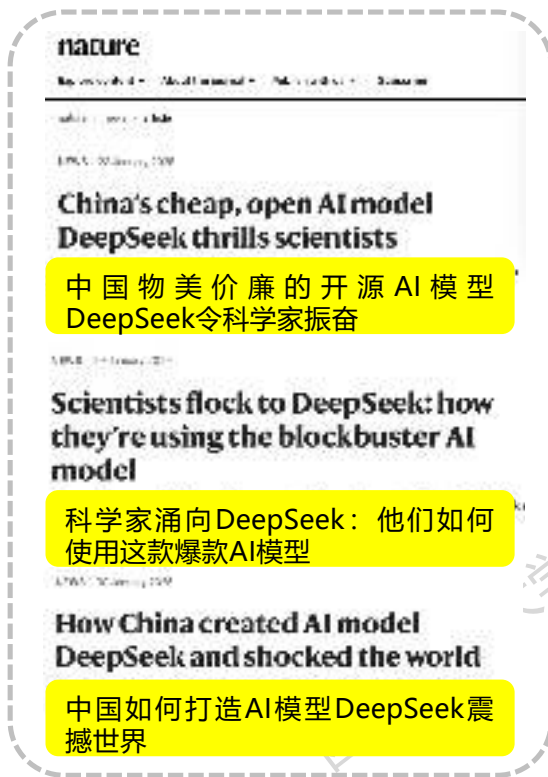 nature
China's cheap, open AI model
DeepSeek thrills scientists
中国物美价廉的开源AI模型
DeepSeek令科学家振奋
Scientists flock to DeepSeek: how
they're using the blockbuster AI
model
科学家涌向DeepSeek：他们如何
使用这款爆款AI模型
How China created AI model
DeepSeek and shocked the world
中国如何打造AI模型DeepSeek震
撼世界